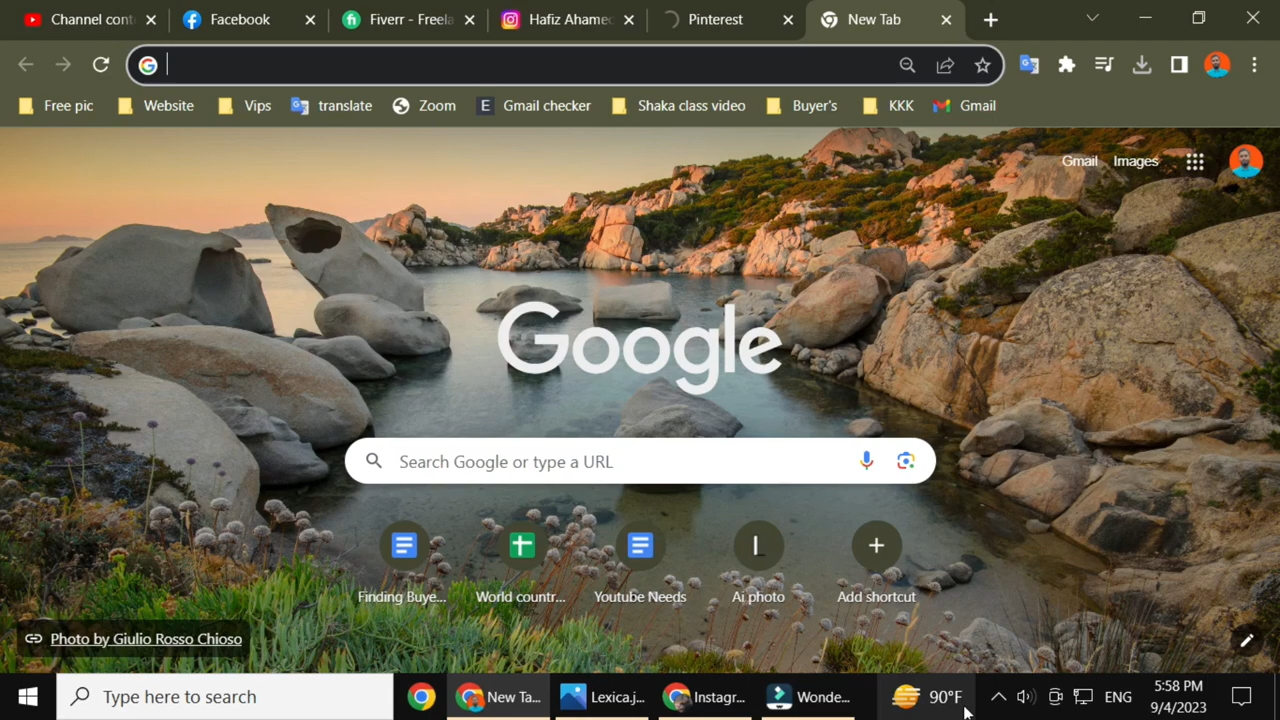 Channel cont
Facebook
Fiverr - Freela
Hafiz Ahamed
Pinterest
New Tab
Free pic
Website
Vips
translate
Zoom
E Gmail checker
Shaka class video
Buyer's
KKK
Gmail
Gmail Images
Google
Search Google or type a URL
L
Finding Buye...
World countr...
Youtube Needs
Ai photo
Add shortcut
Photo by Giulio Rosso Chioso
Type here to search
New Ta...
Lexica.j...
Instagr...
Wonde...
90°F
ENG
5:58 PM
9/4/2023